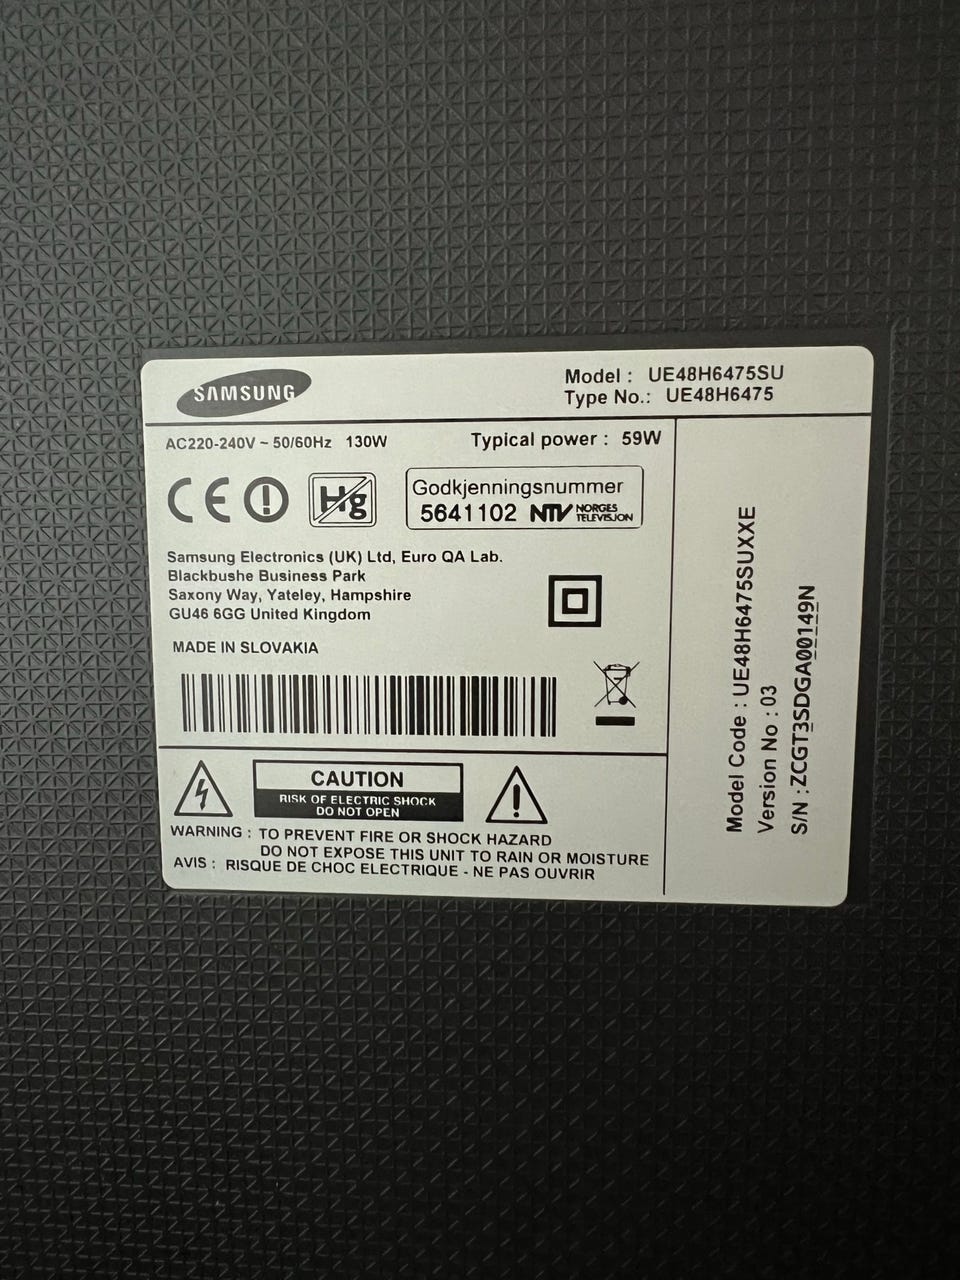 SAMSUNG
Model : UE48H6475SU
Type No.: UE48H6475
AC220-240V ~ 50/60Hz 130W
Typical power : 59W
CE
Hg
Godkjenningsnummer
5641102 NTV NORGES TELEVISJON
Samsung Electronics (UK) Ltd, Euro QA Lab.
Blackbushe Business Park
Saxony Way, Yateley, Hampshire
GU46 6GG United Kingdom
MADE IN SLOVAKIA
CAUTION
RISK OF ELECTRIC SHOCK
DO NOT OPEN
WARNING : TO PREVENT FIRE OR SHOCK HAZARD
DO NOT EXPOSE THIS UNIT TO RAIN OR MOISTURE
AVIS : RISQUE DE CHOC ELECTRIQUE - NE PAS OUVRIR
Model Code : UE48H6475SUXXE
Version No : 03
S/N : ZCGT3SDGA00149N